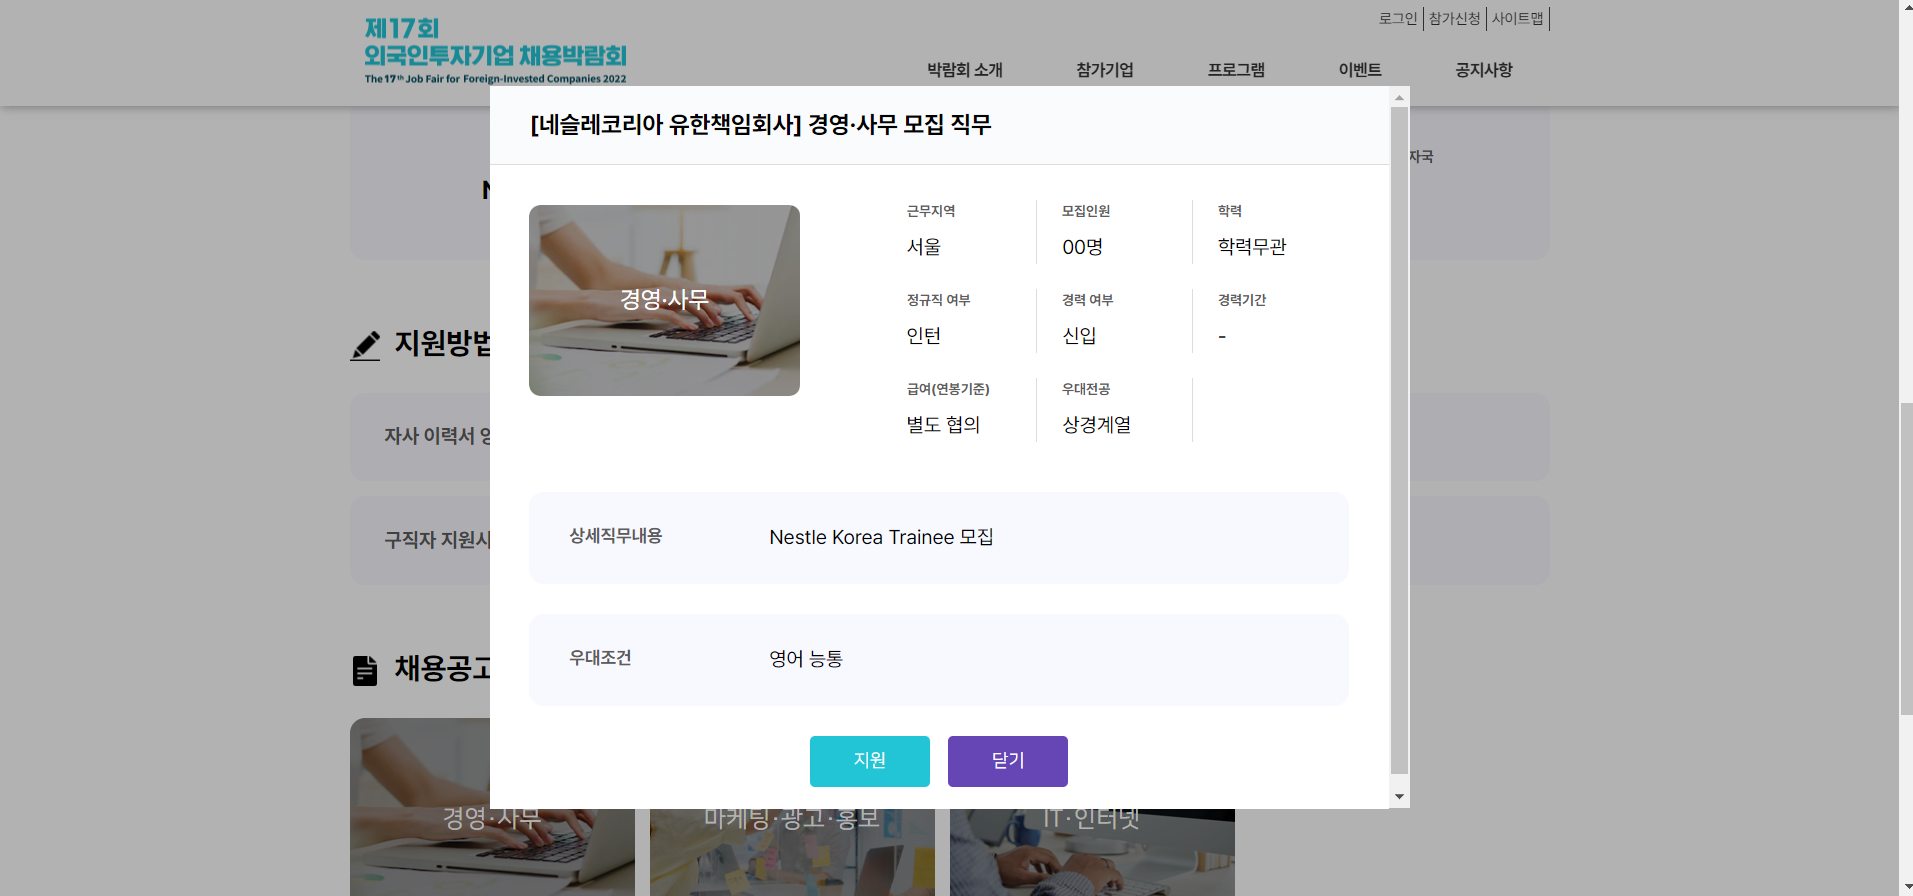 제17회
외국인투자기업 채용박람회
The 17th Job Fair for Foreign-Invested Companies 2022
로그인 참가신청 사이트맵
박람회 소개 참가기업 프로그램 이벤트 공지사항
[네슬레코리아 유한책임회사] 경영·사무 모집 직무
자국
경영·사무
근무지역 모집인원 학력
서울 00명 학력무관
정규직 여부 경력 여부 경력기간
인턴 신입 -
급여(연봉기준) 우대전공
별도 협의 상경계열
지원방법
자사 이력서
상세직무내용 Nestle Korea Trainee 모집
구직자 지원시
우대조건 영어 능통
채용공고
지원 닫기
경영·사무 마케팅·광고·홍보 IT·인터넷